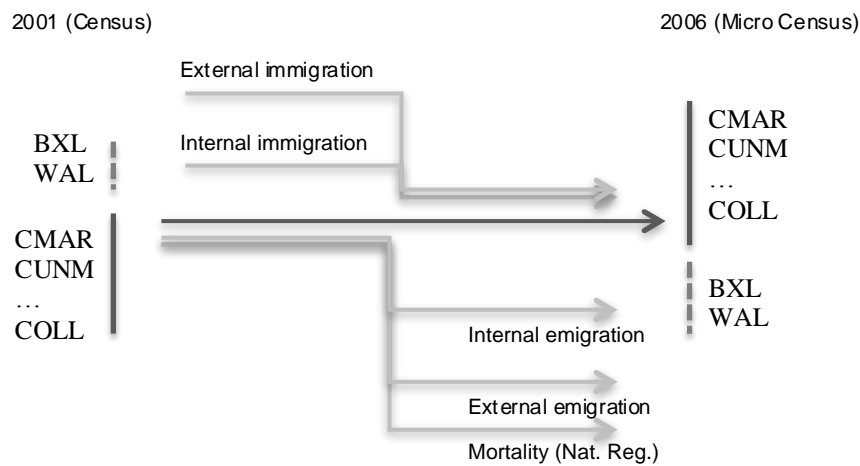 2001 (Census)
2006 (Micro Census)
External immigration
Internal immigration
BXL
WAL
CMAR
CUNM
…
COLL
CMAR
CUNM
…
COLL
BXL
WAL
Internal emigration
External emigration
Mortality (Nat. Reg.)